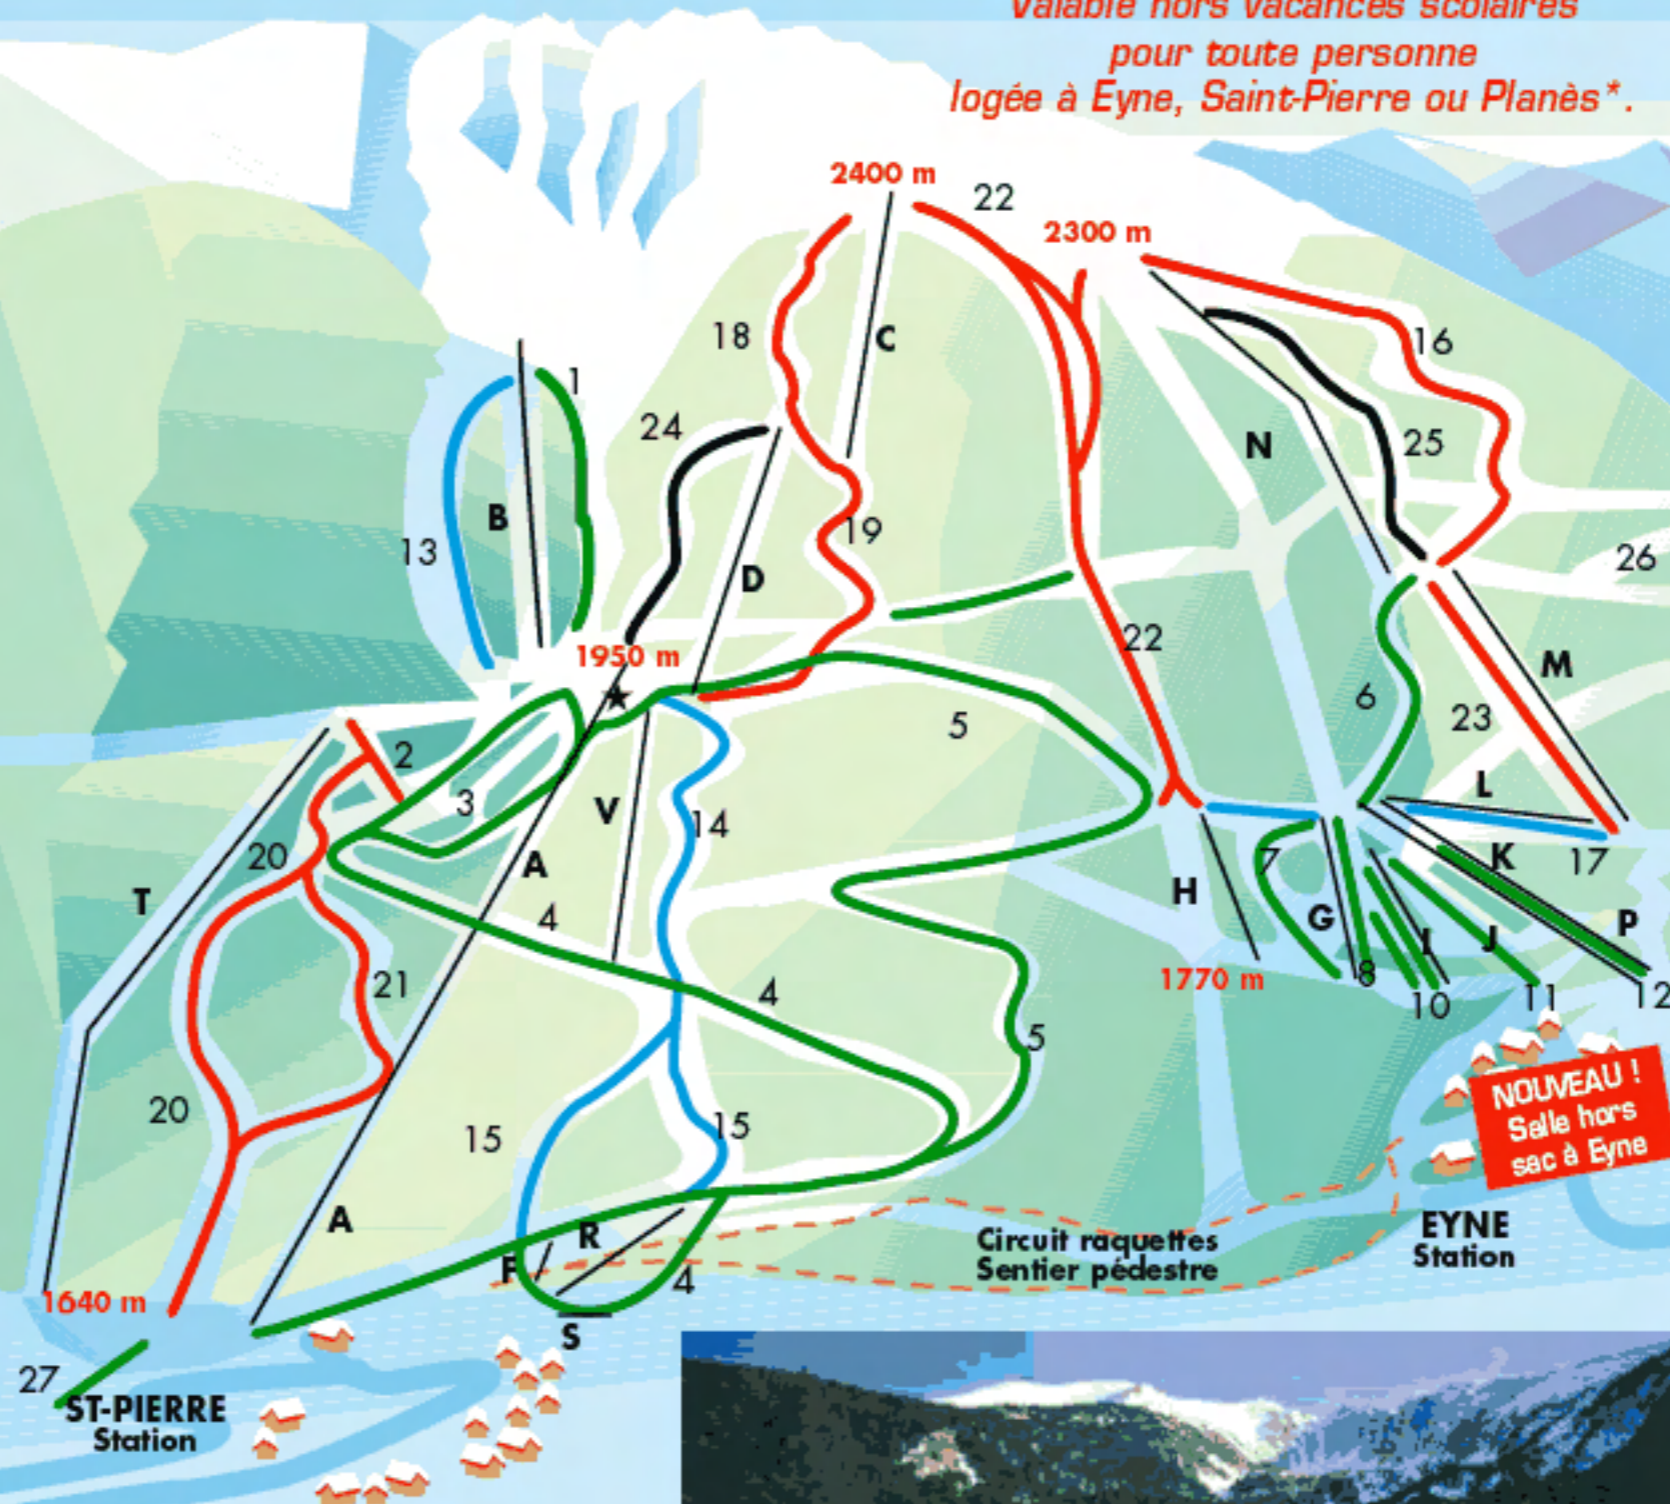 Valable hors vacances scolaires
pour toute personne
logée à Eyne, Saint-Pierre ou Planès*.
2400 m
22
2300 m
18
C
16
1
24
N
25
B
13
19
D
26
1950 m
22
M
6
23
5
2
3
V
14
L
20
A
7
K
17
T
H
4
G
I
J
P
21
4
1770 m
8
10
11
12
5
20
15
15
NOUVEAU !
Salle hors
sac à Eyne
A
R
F
4
Circuit raquettes
Sentier pédestre
EYNE
Station
1640 m
S
27
ST-PIERRE
Station